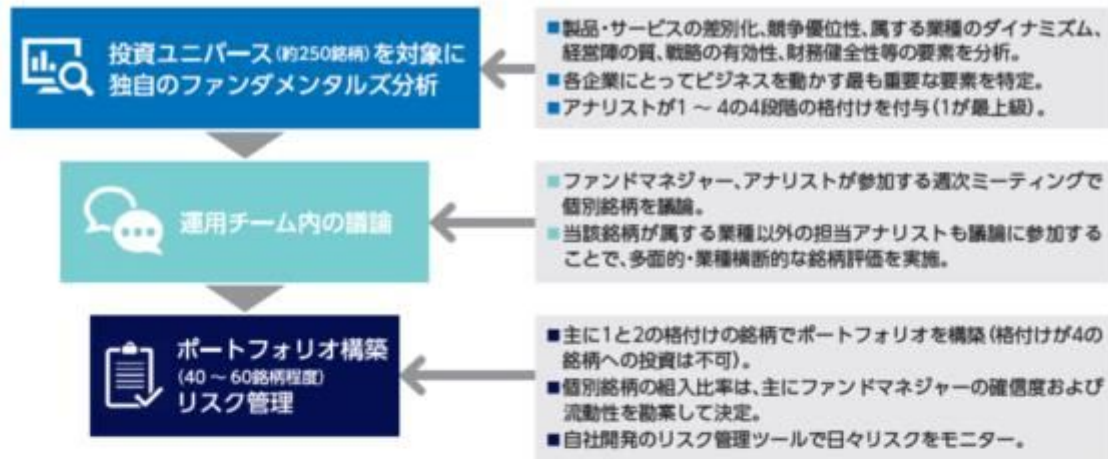 投資ユニバース(約250銘柄)を対象に
独自のファンダメンタルズ分析
■製品・サービスの差別化、競争優位性、属する業種のダイナミズム、
経営陣の質、戦略の有効性、財務健全性等の要素を分析。
■各企業にとってビジネスを動かす最も重要な要素を特定。
■アナリストが1 ~ 4の4段階の格付けを付与(1が最上級)。
運用チーム内の議論
■ファンドマネジャー、アナリストが参加する週次ミーティングで
個別銘柄を議論。
■当該銘柄が属する業種以外の担当アナリストも議論に参加する
ことで、多面的・業種横断的な銘柄評価を実施。
ポートフォリオ構築
(40 ~ 60銘柄程度)
リスク管理
■主に1と2の格付けの銘柄でポートフォリオを構築(格付けが4の
銘柄への投資は不可)。
■個別銘柄の組入比率は、主にファンドマネジャーの確信度および
流動性を勘案して決定。
■自社開発のリスク管理ツールで日々リスクをモニター。